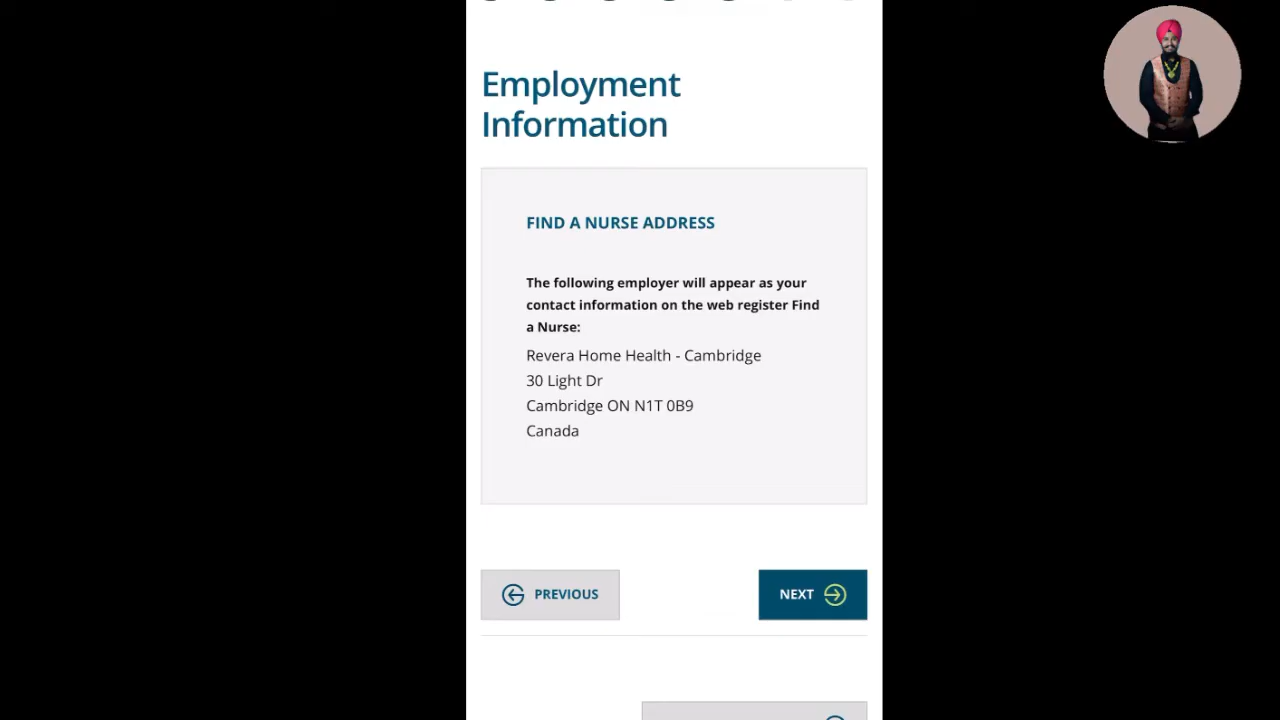 Employment
Information
FIND A NURSE ADDRESS
The following employer will appear as your
contact information on the web register Find
a Nurse:
Revera Home Health - Cambridge
30 Light Dr
Cambridge ON N1T 0B9
Canada
PREVIOUS
NEXT